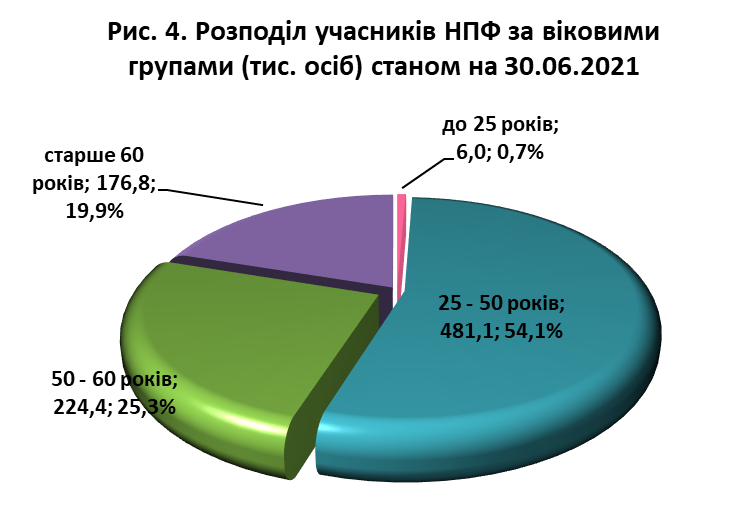 Рис. 4. Розподіл учасників НПФ за віковими
групами (тис. осіб) станом на 30.06.2021
до 25 років;
6,0; 0,7%
старше 60
років; 176,8;
19,9%
25 - 50 років;
481,1; 54,1%
50 - 60 років;
224,4; 25,3%